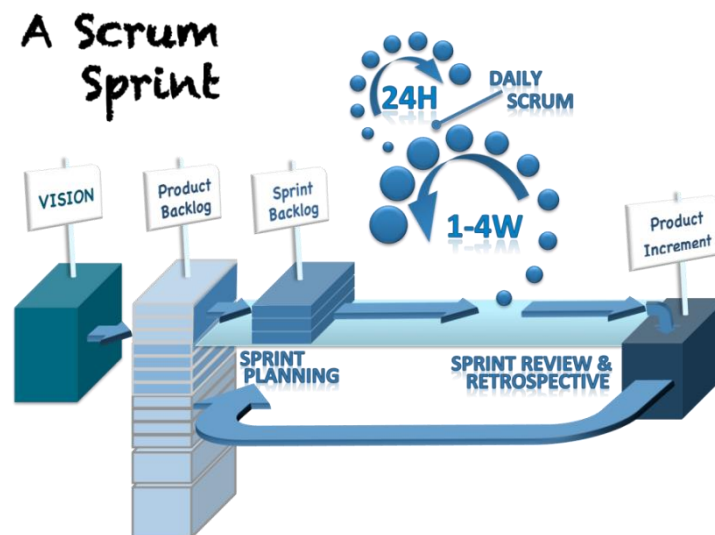 A Scrum
Sprint
24H
DAILY
SCRUM
1-4W
VISION
Product
Backlog
Sprint
Backlog
Product
Increment
SPRINT
PLANNING
SPRINT REVIEW &
RETROSPECTIVE